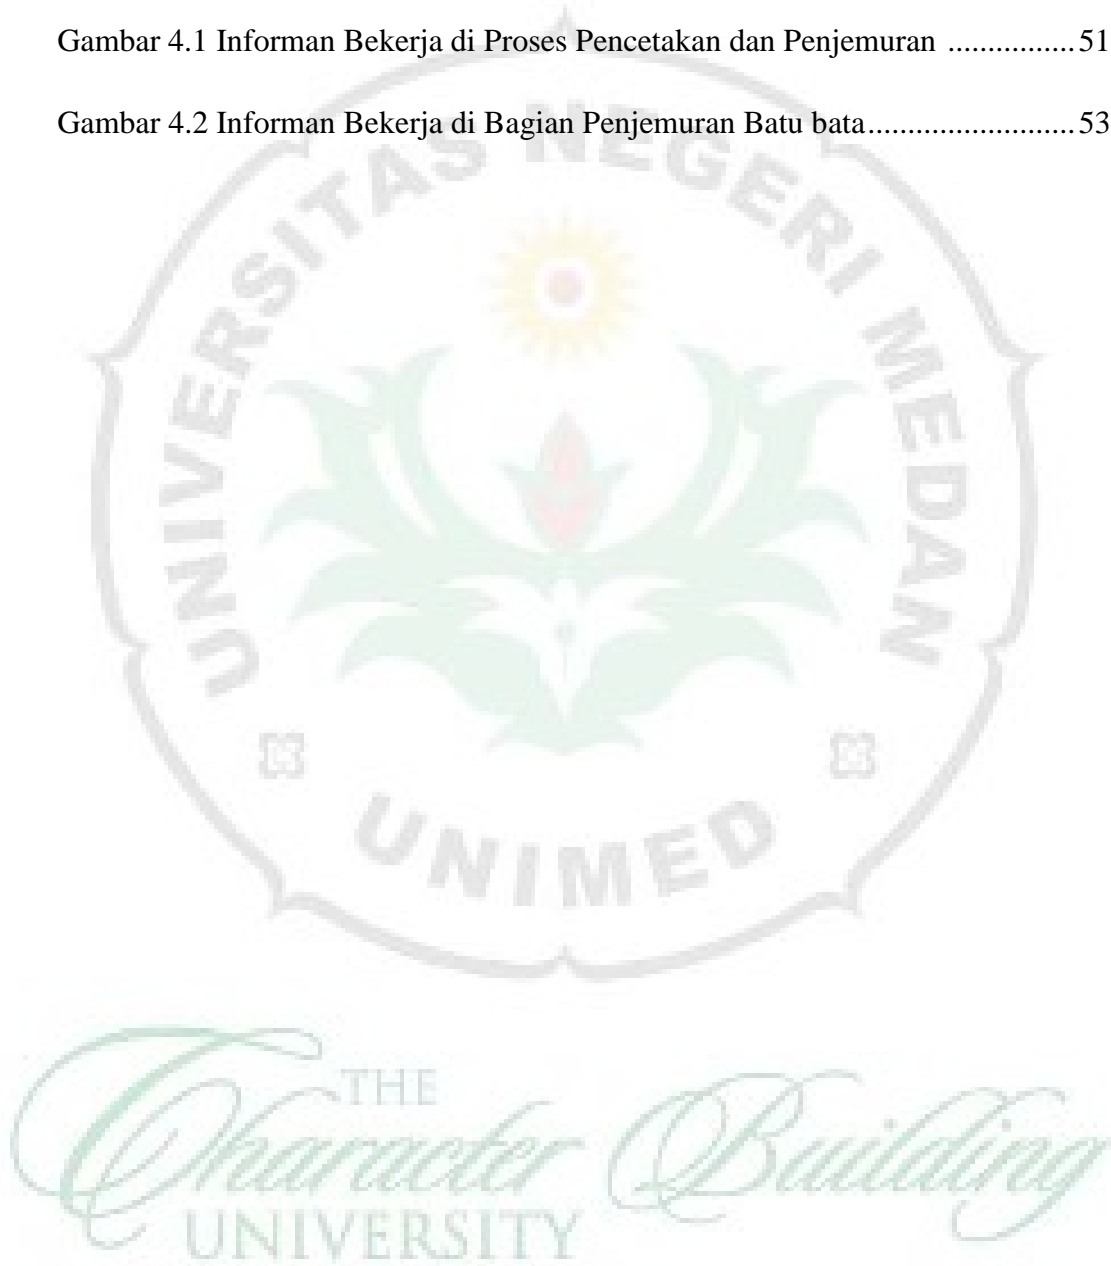 Gambar 4.1 Informan Bekerja di Proses Pencetakan dan Penjemuran ................51
Gambar 4.2 Informan Bekerja di Bagian Penjemuran Batu bata..........................53
UNIVERSITAS NEGERI MEDAN
UNIMED
THE
Character Building
UNIVERSITY